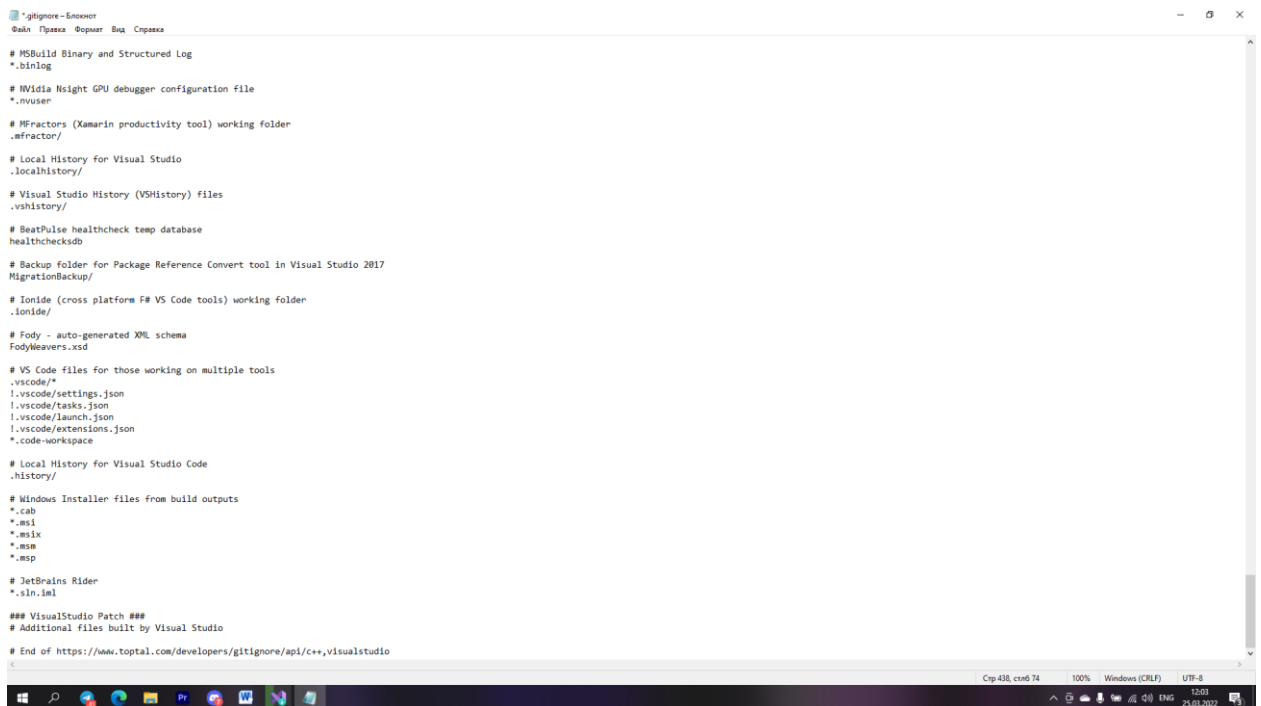 *.gitignore – Блокнот
Файл Правка Формат Вид Справка
# MSBuild Binary and Structured Log
*.binlog
# NVidia Nsight GPU debugger configuration file
*.nvuser
# MFractors (Xamarin productivity tool) working folder
.mfractor/
# Local History for Visual Studio
.localhistory/
# Visual Studio History (VSHistory) files
.vshistory/
# BeatPulse healthcheck temp database
healthchecksdb
# Backup folder for Package Reference Convert tool in Visual Studio 2017
MigrationBackup/
# Ionide (cross platform F# VS Code tools) working folder
.ionide/
# Fody - auto-generated XML schema
FodyWeavers.xsd
# VS Code files for those working on multiple tools
.vscode/*
!.vscode/settings.json
!.vscode/tasks.json
!.vscode/launch.json
!.vscode/extensions.json
*.code-workspace
# Local History for Visual Studio Code
.history/
# Windows Installer files from build outputs
*.cab
*.msi
*.msix
*.msm
*.msp
# JetBrains Rider
*.sln.iml
### VisualStudio Patch ###
# Additional files built by Visual Studio
# End of https://www.toptal.com/developers/gitignore/api/c++,visualstudio
Стр 438, стлб 74 100% Windows (CRLF) UTF-8
Pr W ENG 12:03
25.03.2022